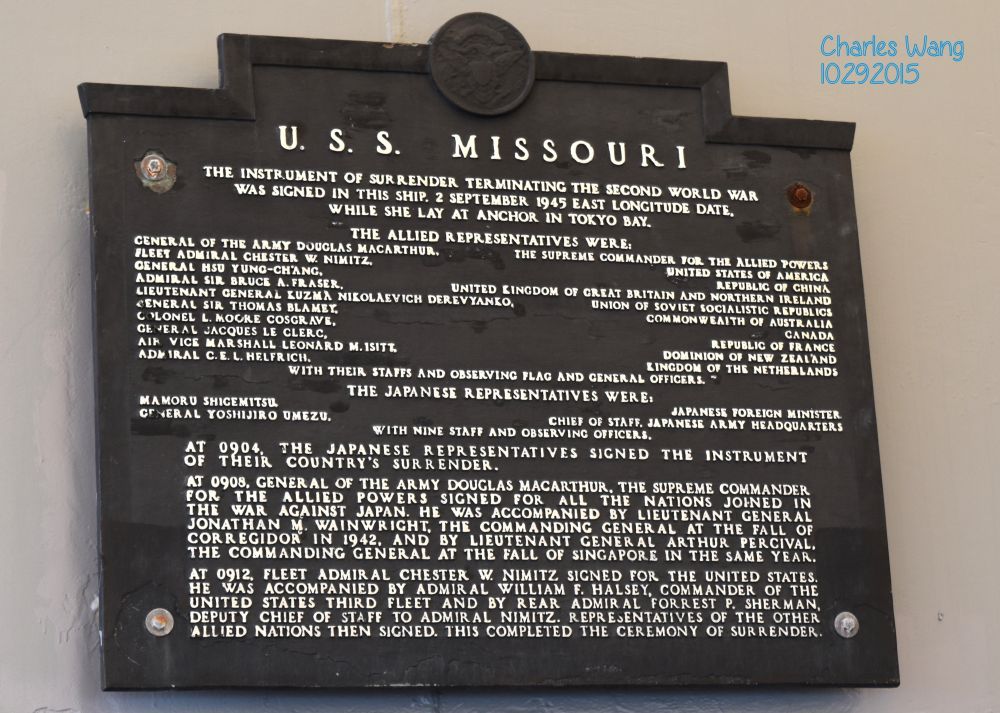 Charles Wang
10292015
U. S. S. MISSOURI
THE INSTRUMENT OF SURRENDER TERMINATING THE SECOND WORLD WAR
WAS SIGNED IN THIS SHIP, 2 SEPTEMBER 1945 EAST LONGITUDE DATE,
WHILE SHE LAY AT ANCHOR IN TOKYO BAY.
THE ALLIED REPRESENTATIVES WERE:
GENERAL OF THE ARMY DOUGLAS MACARTHUR, THE SUPREME COMMANDER FOR THE ALLIED POWERS
FLEET ADMIRAL CHESTER W. NIMITZ, UNITED STATES OF AMERICA
GENERAL HSU YUNG-CH'ANG, REPUBLIC OF CHINA
ADMIRAL SIR BRUCE A. FRASER, UNITED KINGDOM OF GREAT BRITAIN AND NORTHERN IRELAND
LIEUTENANT GENERAL KUZMA NIKOLAEVICH DEREVYANKO, UNION OF SOVIET SOCIALISTIC REPUBLICS
GENERAL SIR THOMAS BLAMEY, COMMONWEALTH OF AUSTRALIA
COLONEL L. MOORE COSGRAVE, CANADA
GENERAL JACQUES LE CLERC, REPUBLIC OF FRANCE
AIR VICE MARSHALL LEONARD M. ISITT, DOMINION OF NEW ZEALAND
ADMIRAL C.E.L. HELFRICH, KINGDOM OF THE NETHERLANDS
WITH THEIR STAFFS AND OBSERVING FLAG AND GENERAL OFFICERS.
THE JAPANESE REPRESENTATIVES WERE:
MAMORU SHIGEMITSU, JAPANESE FOREIGN MINISTER
GENERAL YOSHIJIRO UMEZU, CHIEF OF STAFF, JAPANESE ARMY HEADQUARTERS
WITH NINE STAFF AND OBSERVING OFFICERS.
AT 0904, THE JAPANESE REPRESENTATIVES SIGNED THE INSTRUMENT
OF THEIR COUNTRY'S SURRENDER.
AT 0908, GENERAL OF THE ARMY DOUGLAS MACARTHUR, THE SUPREME COMMANDER
FOR THE ALLIED POWERS SIGNED FOR ALL THE NATIONS JOINED IN
THE WAR AGAINST JAPAN. HE WAS ACCOMPANIED BY LIEUTENANT GENERAL
JONATHAN M. WAINWRIGHT, THE COMMANDING GENERAL AT THE FALL OF
CORREGIDOR IN 1942, AND BY LIEUTENANT GENERAL ARTHUR PERCIVAL,
THE COMMANDING GENERAL AT THE FALL OF SINGAPORE IN THE SAME YEAR.
AT 0912, FLEET ADMIRAL CHESTER W. NIMITZ SIGNED FOR THE UNITED STATES.
HE WAS ACCOMPANIED BY ADMIRAL WILLIAM F. HALSEY, COMMANDER OF THE
UNITED STATES THIRD FLEET AND BY REAR ADMIRAL FORREST P. SHERMAN,
DEPUTY CHIEF OF STAFF TO ADMIRAL NIMITZ. REPRESENTATIVES OF THE OTHER
ALLIED NATIONS THEN SIGNED. THIS COMPLETED THE CEREMONY OF SURRENDER.